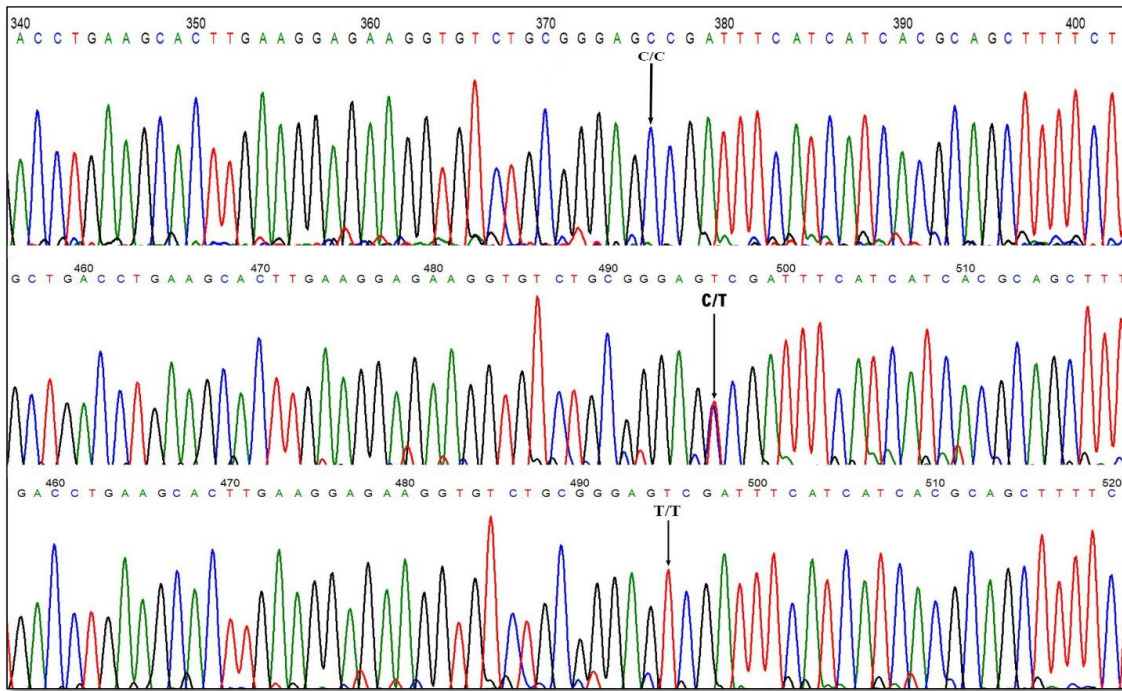 340 350 360 370 380 390 400
A C C T G A A G C A C T T G A A G G A G A A G G T G T C T G C G G G A G C C G A T T T C A T C A T C A C G C A G C T T T T C T
C/C
460 470 480 490 500 510
G C T G A C C T G A A G C A C T T G A A G G A G A A G G T G T C T G C G G G A G T C G A T T T C A T C A T C A C G C A G C T T T
C/T
460 470 480 490 500 510 520
G A C C T G A A G C A C T T G A A G G A G A A G G T G T C T G C G G G A G T C G A T T T C A T C A T C A C G C A G C T T T T C
T/T